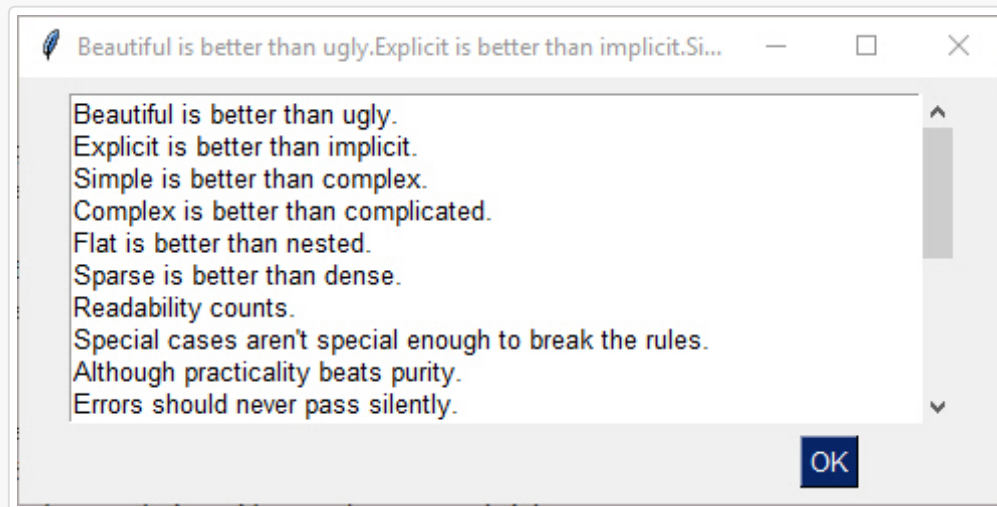 Beautiful is better than ugly.Explicit is better than implicit.Si...
Beautiful is better than ugly.
Explicit is better than implicit.
Simple is better than complex.
Complex is better than complicated.
Flat is better than nested.
Sparse is better than dense.
Readability counts.
Special cases aren't special enough to break the rules.
Although practicality beats purity.
Errors should never pass silently.
OK